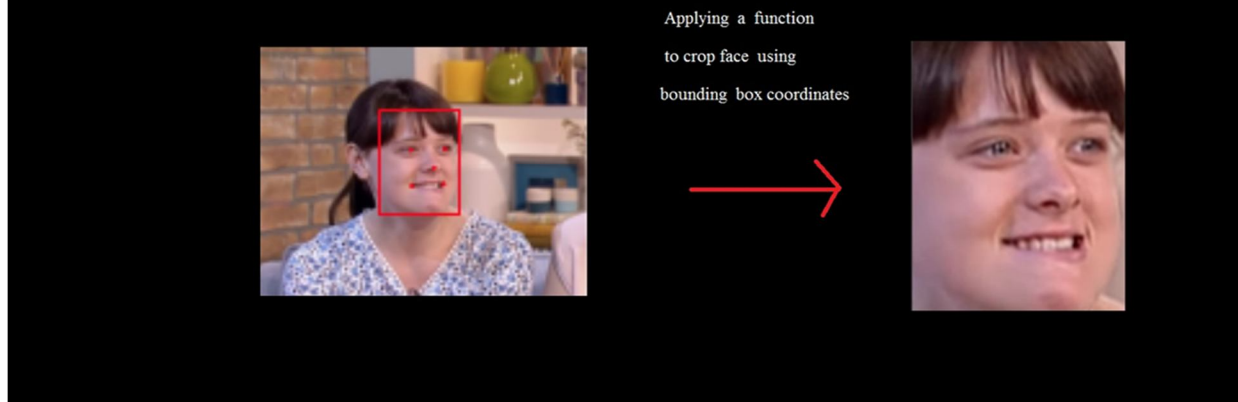 Applying a function
to crop face using
bounding box coordinates